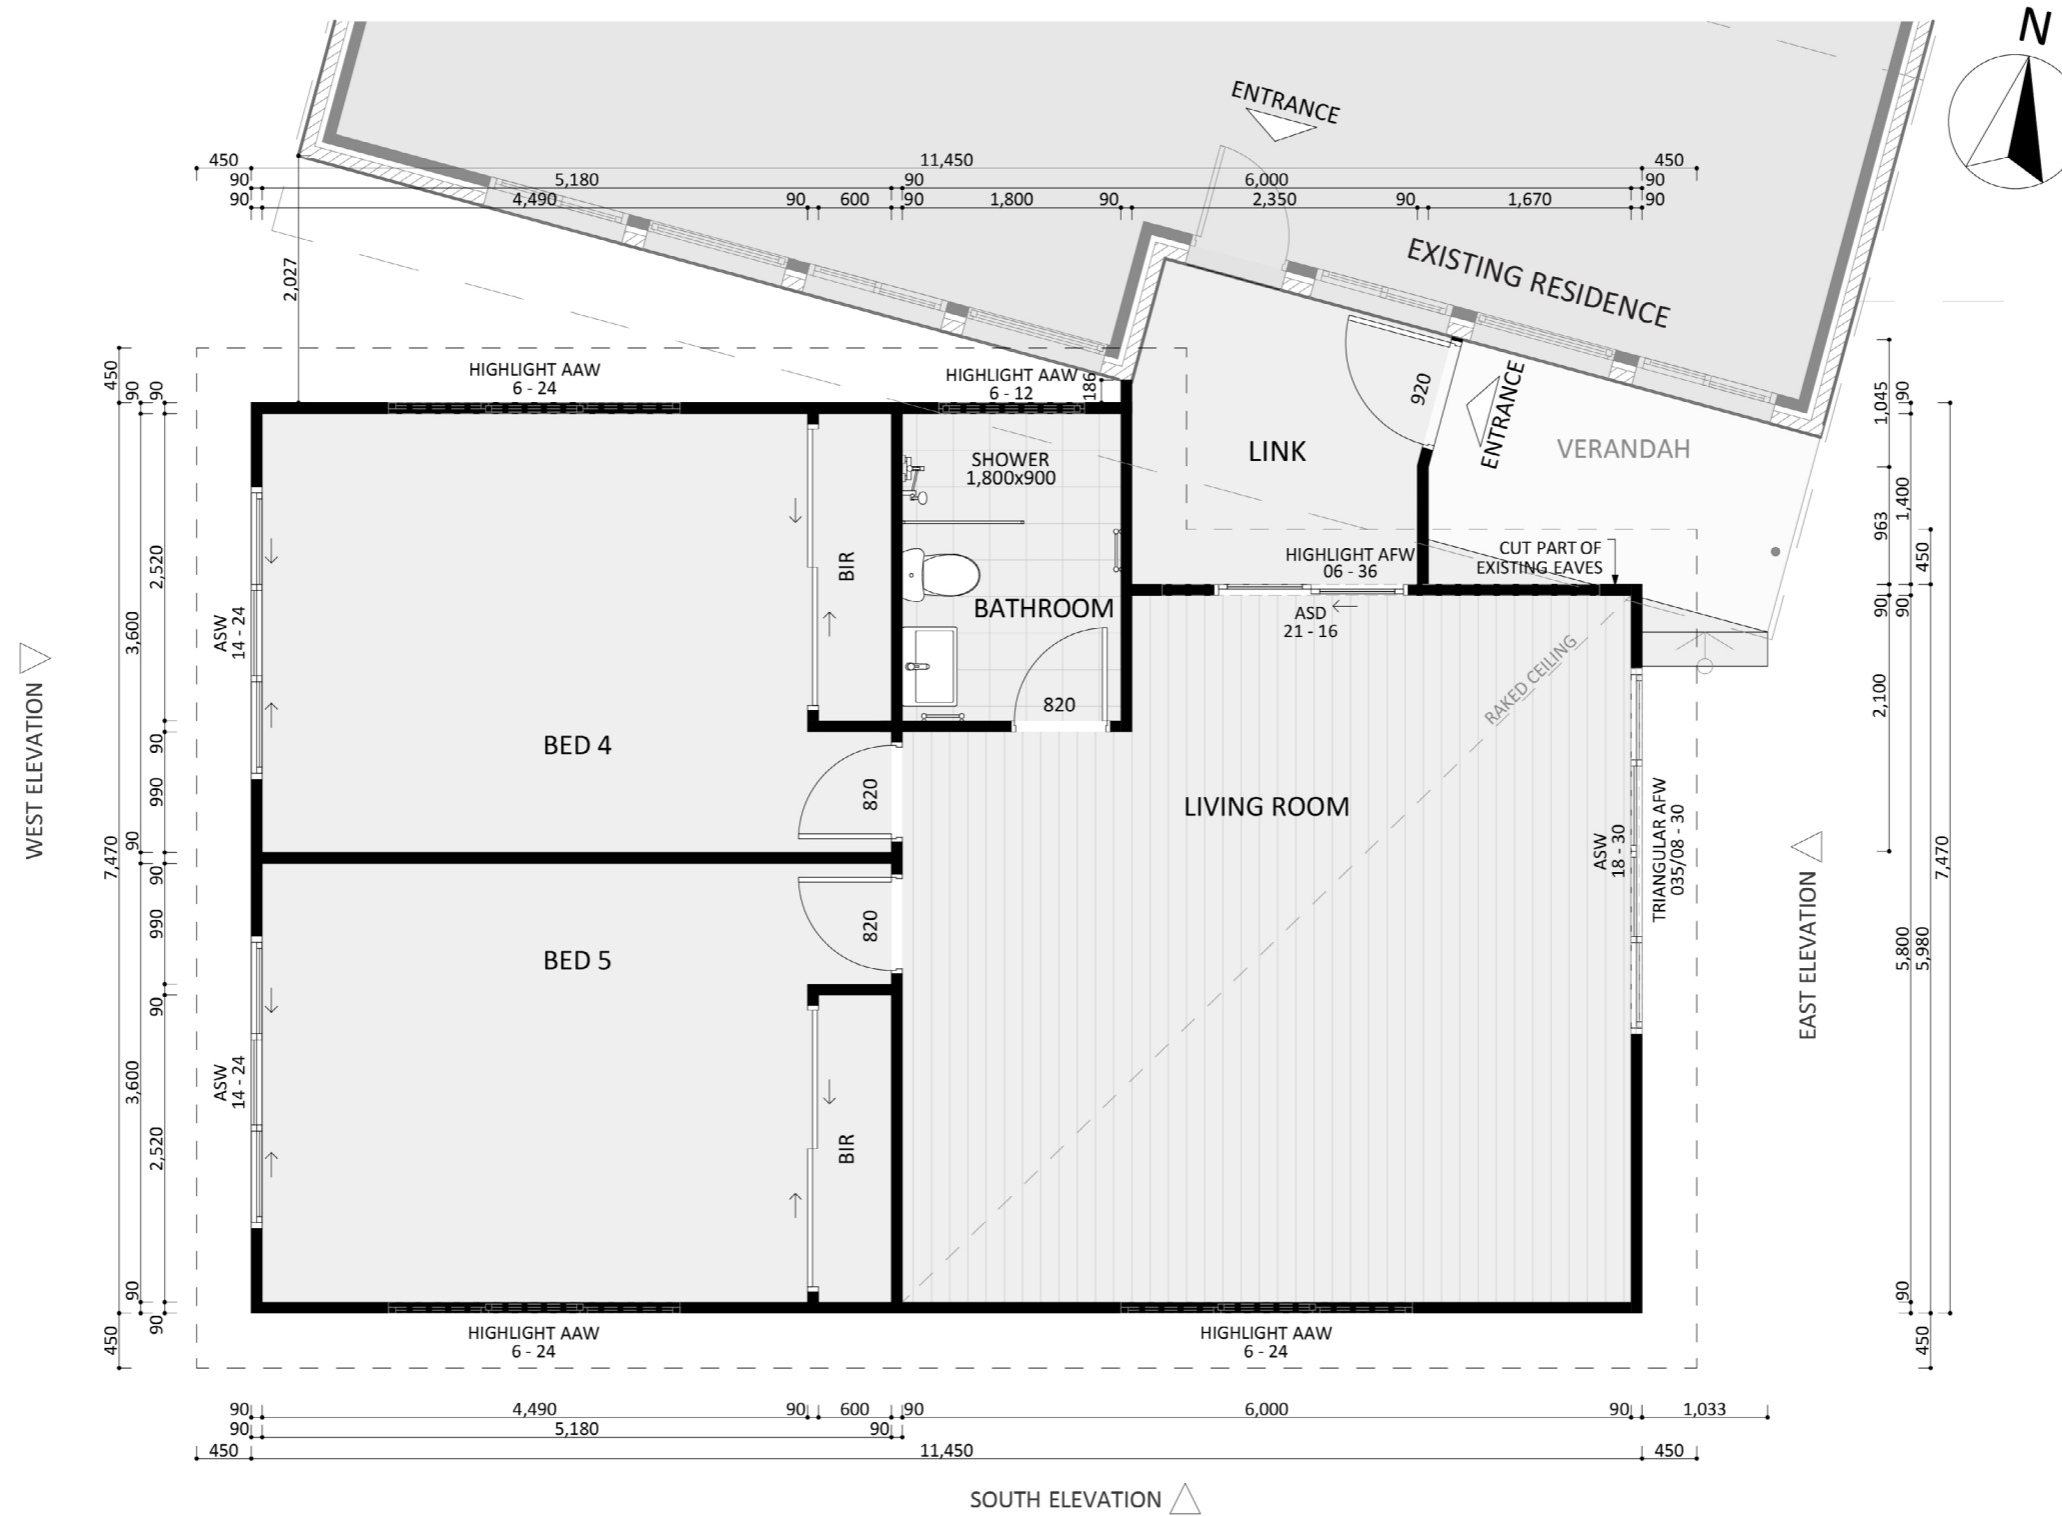 N
ENTRANCE
450
11,450
450
90
5,180
90
6,000
90
90
4,490
90
600
90
1,800
90
2,350
90
1,670
90
2,027
EXISTING RESIDENCE
HIGHLIGHT AAW
6 - 24
HIGHLIGHT AAW
6 - 12
186
920
ENTRANCE
LINK
VERANDAH
SHOWER
1,800x900
BIR
BATHROOM
820
HIGHLIGHT AFW
06 - 36
CUT PART OF
EXISTING EAVES
ASD
21 - 16
RAKED CEILING
BED 4
820
LIVING ROOM
BED 5
820
BIR
ASW
14 - 24
ASW
14 - 24
ASW
18 - 30
TRIANGULAR AFW
035/08 - 30
WEST ELEVATION
EAST ELEVATION
450
7,470
450
90
3,600
90
3,600
90
90
2,520
90
990
90
990
90
2,520
90
1,045
963
90
2,100
90
1,400
90
5,800
90
450
5,980
450
7,470
HIGHLIGHT AAW
6 - 24
HIGHLIGHT AAW
6 - 24
90
4,490
90
600
90
6,000
90
1,033
90
5,180
90
450
11,450
450
SOUTH ELEVATION